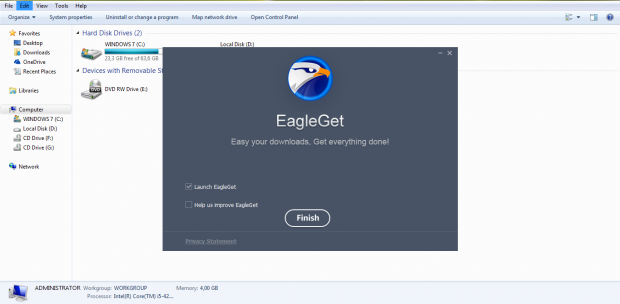 File Edit View Tools Help
Organize System properties Uninstall or change a program Map network drive Open Control Panel
Favorites
Desktop
Downloads
OneDrive
Recent Places
Libraries
Computer
WINDOWS 7 (C:)
Local Disk (D:)
CD Drive (F:)
CD Drive (G:)
Network
Hard Disk Drives (2)
WINDOWS 7 (C:)
23,3 GB free of 63,6 GB
Local Disk (D:)
Devices with Removable
DVD RW Drive (E:)
EagleGet
Easy your downloads, Get everything done!
Launch EagleGet
Help us improve EagleGet
Finish
Privacy Statement
ADMINISTRATOR Workgroup: WORKGROUP Memory: 4,00 GB
Processor: Intel(R) Core(TM) i5-42...